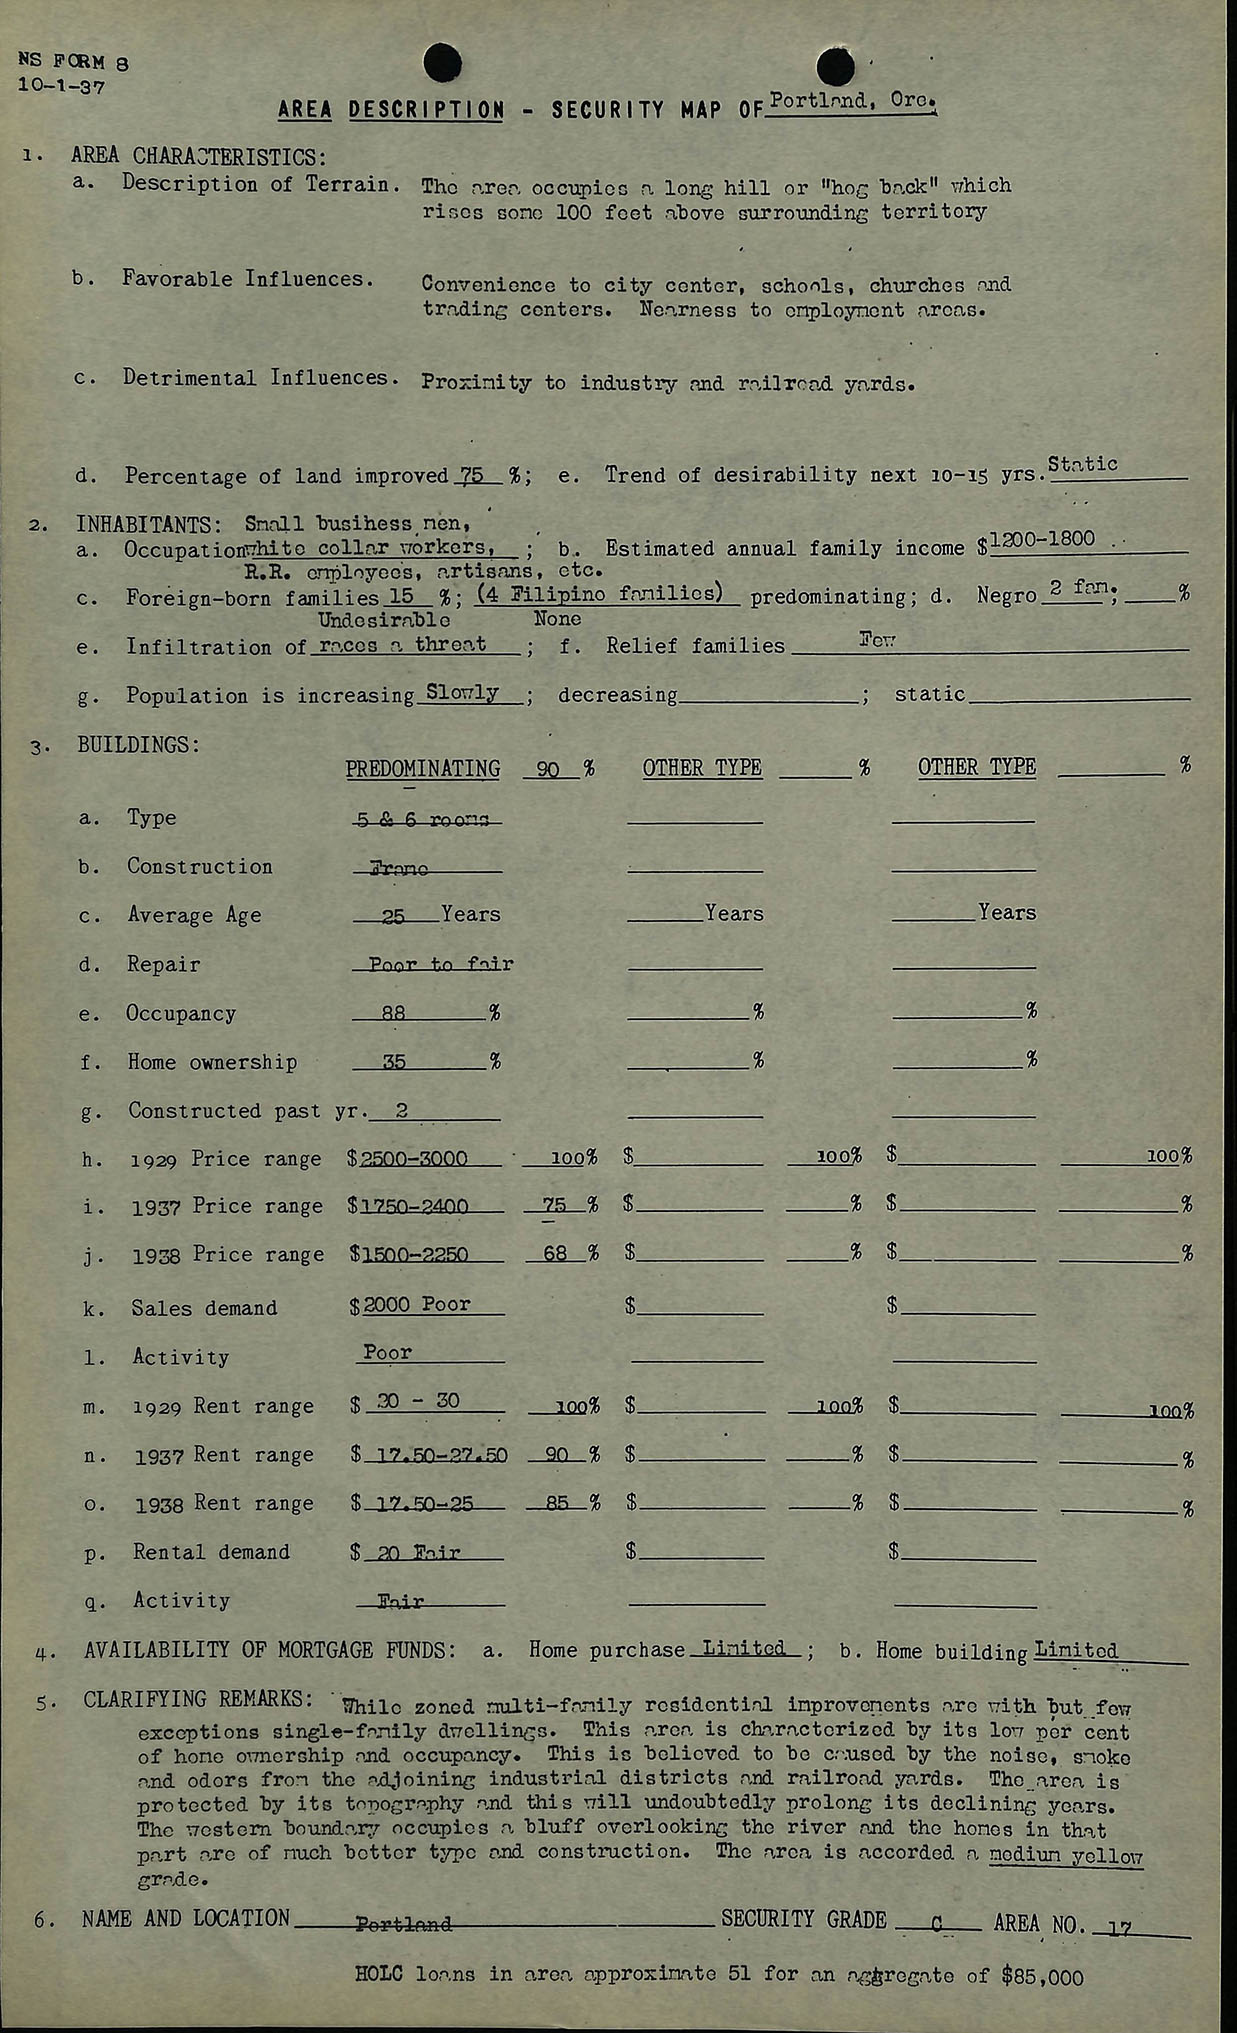 NS FORM 8
10-1-37
AREA DESCRIPTION - SECURITY MAP OF Portland, Ore.
1. AREA CHARACTERISTICS:
a. Description of Terrain. The area occupies a long hill or "hog back" which
rises some 100 feet above surrounding territory
b. Favorable Influences. Convenience to city center, schools, churches and
trading centers. Nearness to employment areas.
c. Detrimental Influences. Proximity to industry and railroad yards.
d. Percentage of land improved 75 %; e. Trend of desirability next 10-15 yrs. Static
2. INHABITANTS: Small busihess men,
a. Occupation white collar workers, ; b. Estimated annual family income $1200-1800
R.R. employees, artisans, etc.
c. Foreign-born families 15 %; (4 Filipino families) predominating; d. Negro 2 fam; %
Undesirable None
e. Infiltration of races a threat ; f. Relief families Few
g. Population is increasing Slowly ; decreasing ; static
3. BUILDINGS:
PREDOMINATING 90 % OTHER TYPE % OTHER TYPE %
a. Type 5 & 6 rooms
b. Construction Frame
c. Average Age 25 Years Years Years
d. Repair Poor to fair
e. Occupancy 88 % % %
f. Home ownership 35 % % %
g. Constructed past yr. 2
h. 1929 Price range $2500-3000 100% $ 100% $ 100%
i. 1937 Price range $1750-2400 75 % $ % $ %
j. 1938 Price range $1500-2250 68 % $ % $ %
k. Sales demand $2000 Poor $ $
l. Activity Poor
m. 1929 Rent range $ 20 - 30 100% $ 100% $ 100%
n. 1937 Rent range $ 17.50-27.50 90 % $ % $ %
o. 1938 Rent range $ 17.50-25 85 % $ % $ %
p. Rental demand $ 20 Fair $ $
q. Activity Fair
4. AVAILABILITY OF MORTGAGE FUNDS: a. Home purchase Limited ; b. Home building Limited
5. CLARIFYING REMARKS: While zoned multi-family residential improvements are with but few
exceptions single-family dwellings. This area is characterized by its low per cent
of home ownership and occupancy. This is believed to be caused by the noise, smoke
and odors from the adjoining industrial districts and railroad yards. The area is
protected by its topography and this will undoubtedly prolong its declining years.
The western boundary occupies a bluff overlooking the river and the homes in that
part are of much better type and construction. The area is accorded a medium yellow
grade.
6. NAME AND LOCATION Portland SECURITY GRADE C AREA NO. 17
HOLC loans in area approximate 51 for an aggregate of $85,000